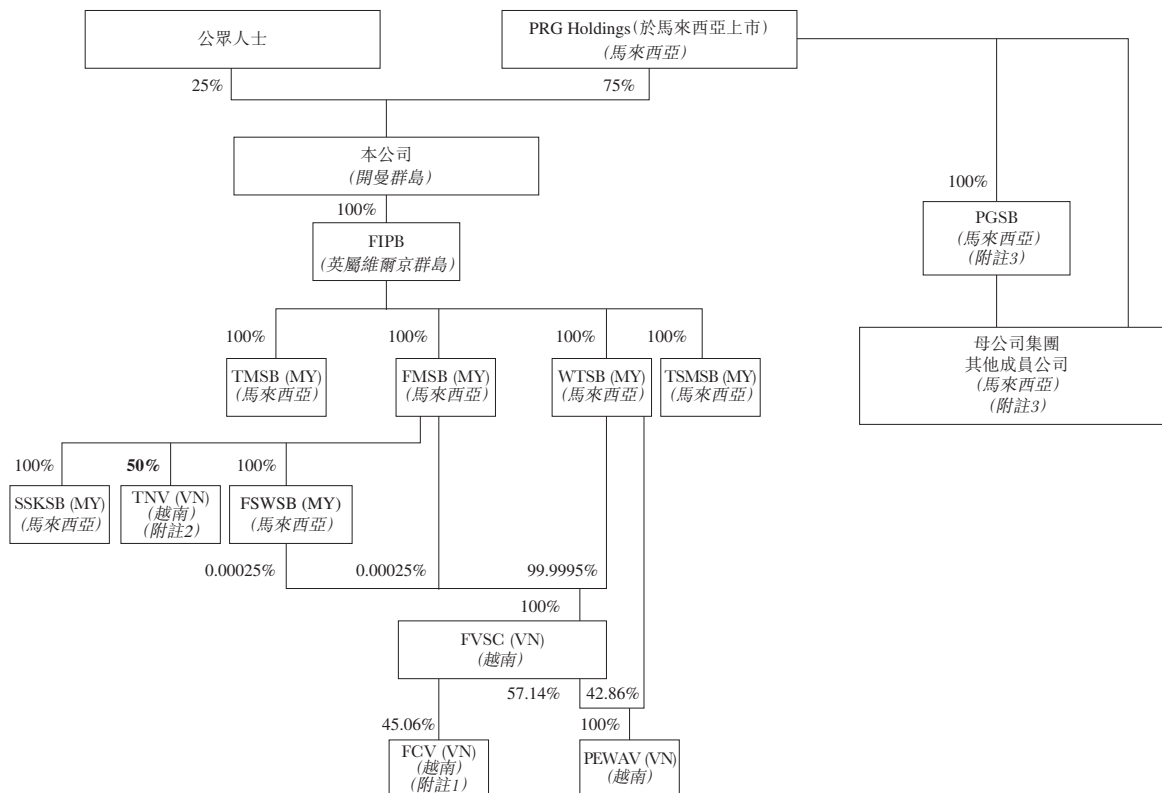 公眾人士
PRG Holdings（於馬來西亞上市）
（馬來西亞）
25%
75%
本公司
（開曼群島）
100%
100%
FIPB
（英屬維爾京群島）
PGSB
（馬來西亞）
（附註3）
100%
100%
100%
100%
TMSB (MY)
（馬來西亞）
FMSB (MY)
（馬來西亞）
WTSB (MY)
（馬來西亞）
TSMSB (MY)
（馬來西亞）
母公司集團
其他成員公司
（馬來西亞）
（附註3）
100%
50%
100%
SSKSB (MY)
（馬來西亞）
TNV (VN)
（越南）
（附註2）
FSWSB (MY)
（馬來西亞）
0.00025%
0.00025%
99.9995%
100%
FVSC (VN)
（越南）
57.14%
42.86%
45.06%
100%
FCV (VN)
（越南）
（附註1）
PEWAV (VN)
（越南）